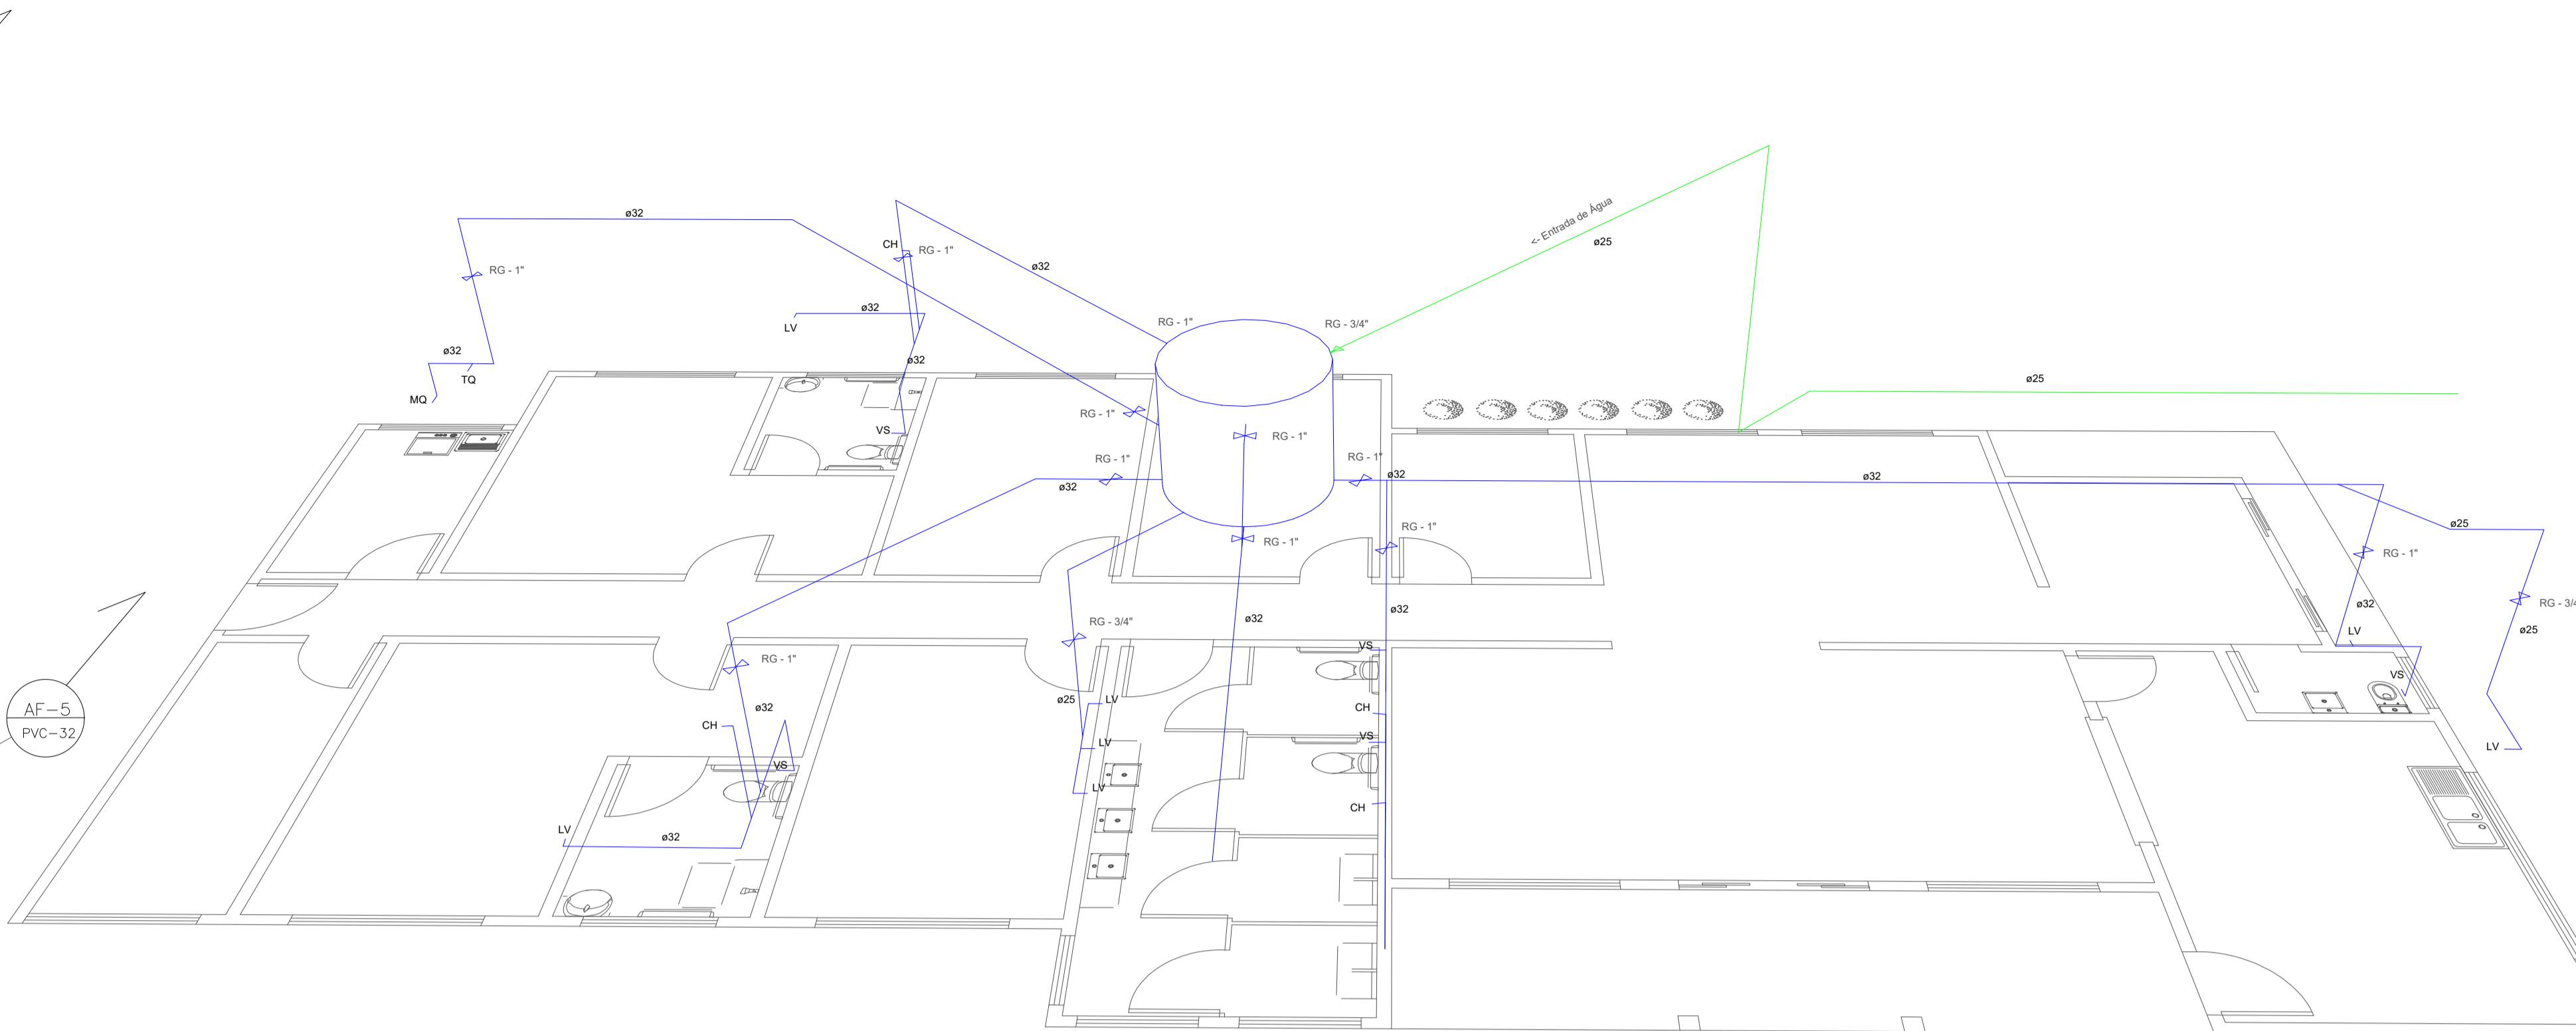 <- Entrada de Água
ø32
ø25
CH
RG - 1"
ø32
RG - 1"
ø32
LV
RG - 1"
RG - 3/4"
ø32
ø32
TQ
MQ
ø25
RG - 1"
VS
RG - 1"
RG - 1"
RG - 1"
ø32
ø32
ø32
ø25
RG - 1"
RG - 1"
RG - 1"
ø32
ø25
RG - 3/4
ø32
ø32
RG - 3/4"
LV
ø25
VS
RG - 1"
VS
ø25
LV
ø32
CH
CH
VS
LV
LV
VS
LV
CH
LV
ø32
AF-5
PVC-32